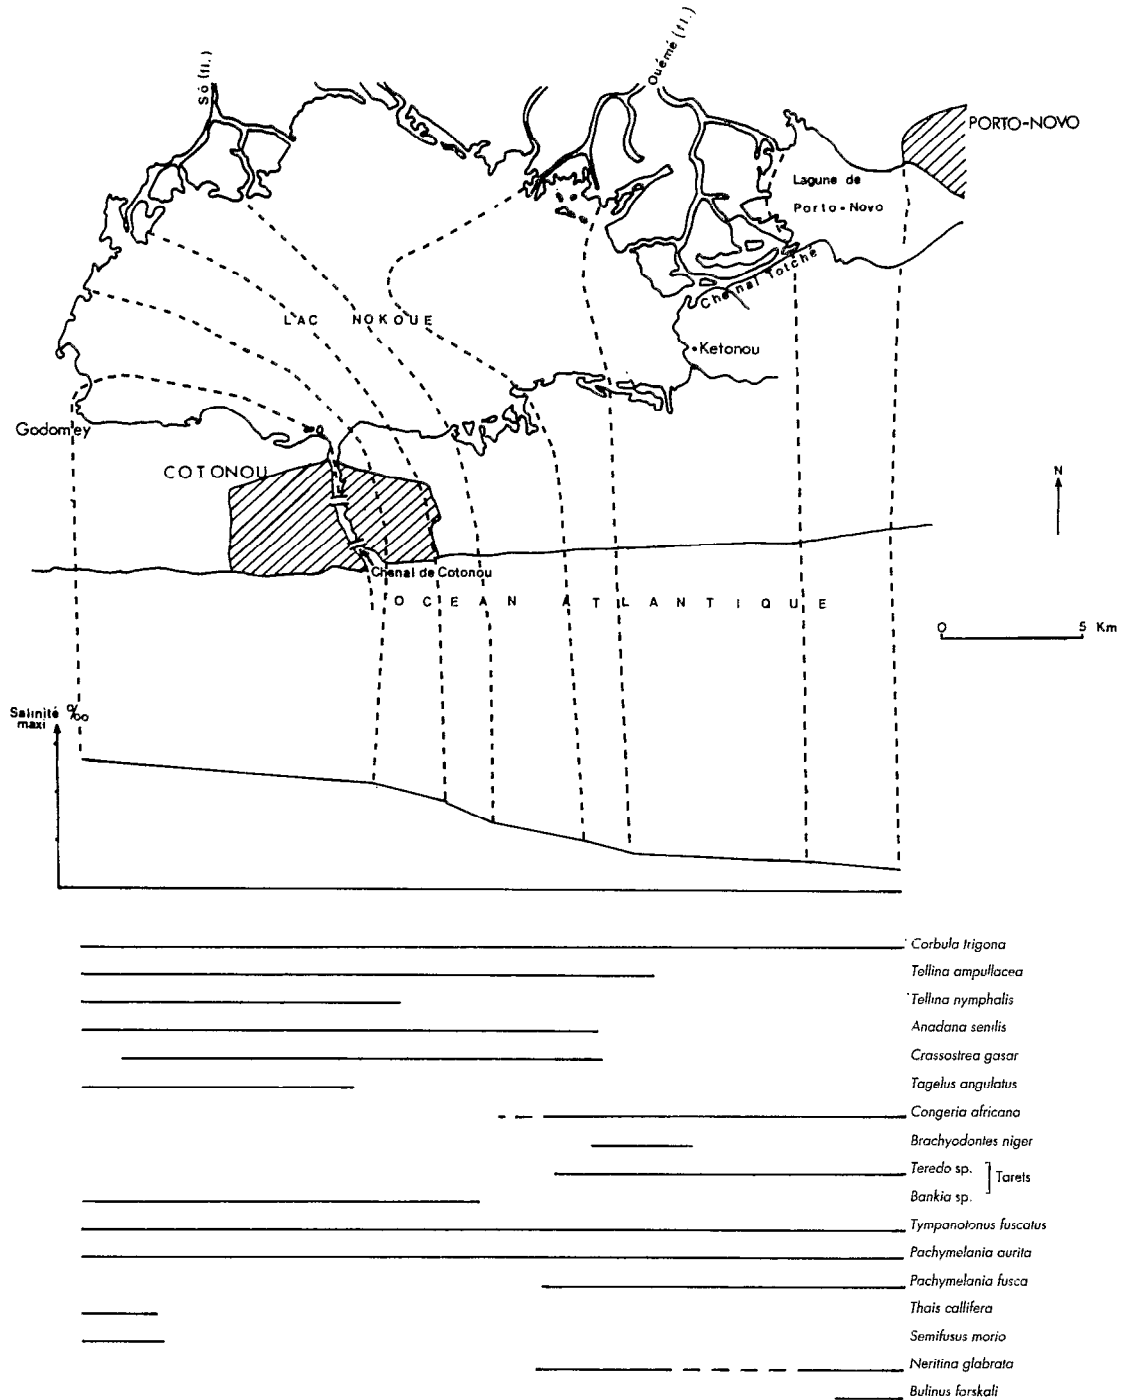 Sô (fl.)
Ouémé (fl.)
PORTO-NOVO
Lagune de
Porto-Novo
Chenal Totché
LAC NOKOUE
Ketonou
Godomey
COTONOU
N
Chenal de Cotonou
OCEAN ATLANTIQUE
0 5 Km
Salinité ‰
maxi
Corbula trigona
Tellina ampullacea
Tellina nymphalis
Anadana senilis
Crassostrea gasar
Tagelus angulatus
Congeria africana
Brachyodontes niger
Teredo sp.
Tarets
Bankia sp.
Tympanotonus fuscatus
Pachymelania aurita
Pachymelania fusca
Thais callifera
Semifusus morio
Neritina glabrata
Bulinus forskali